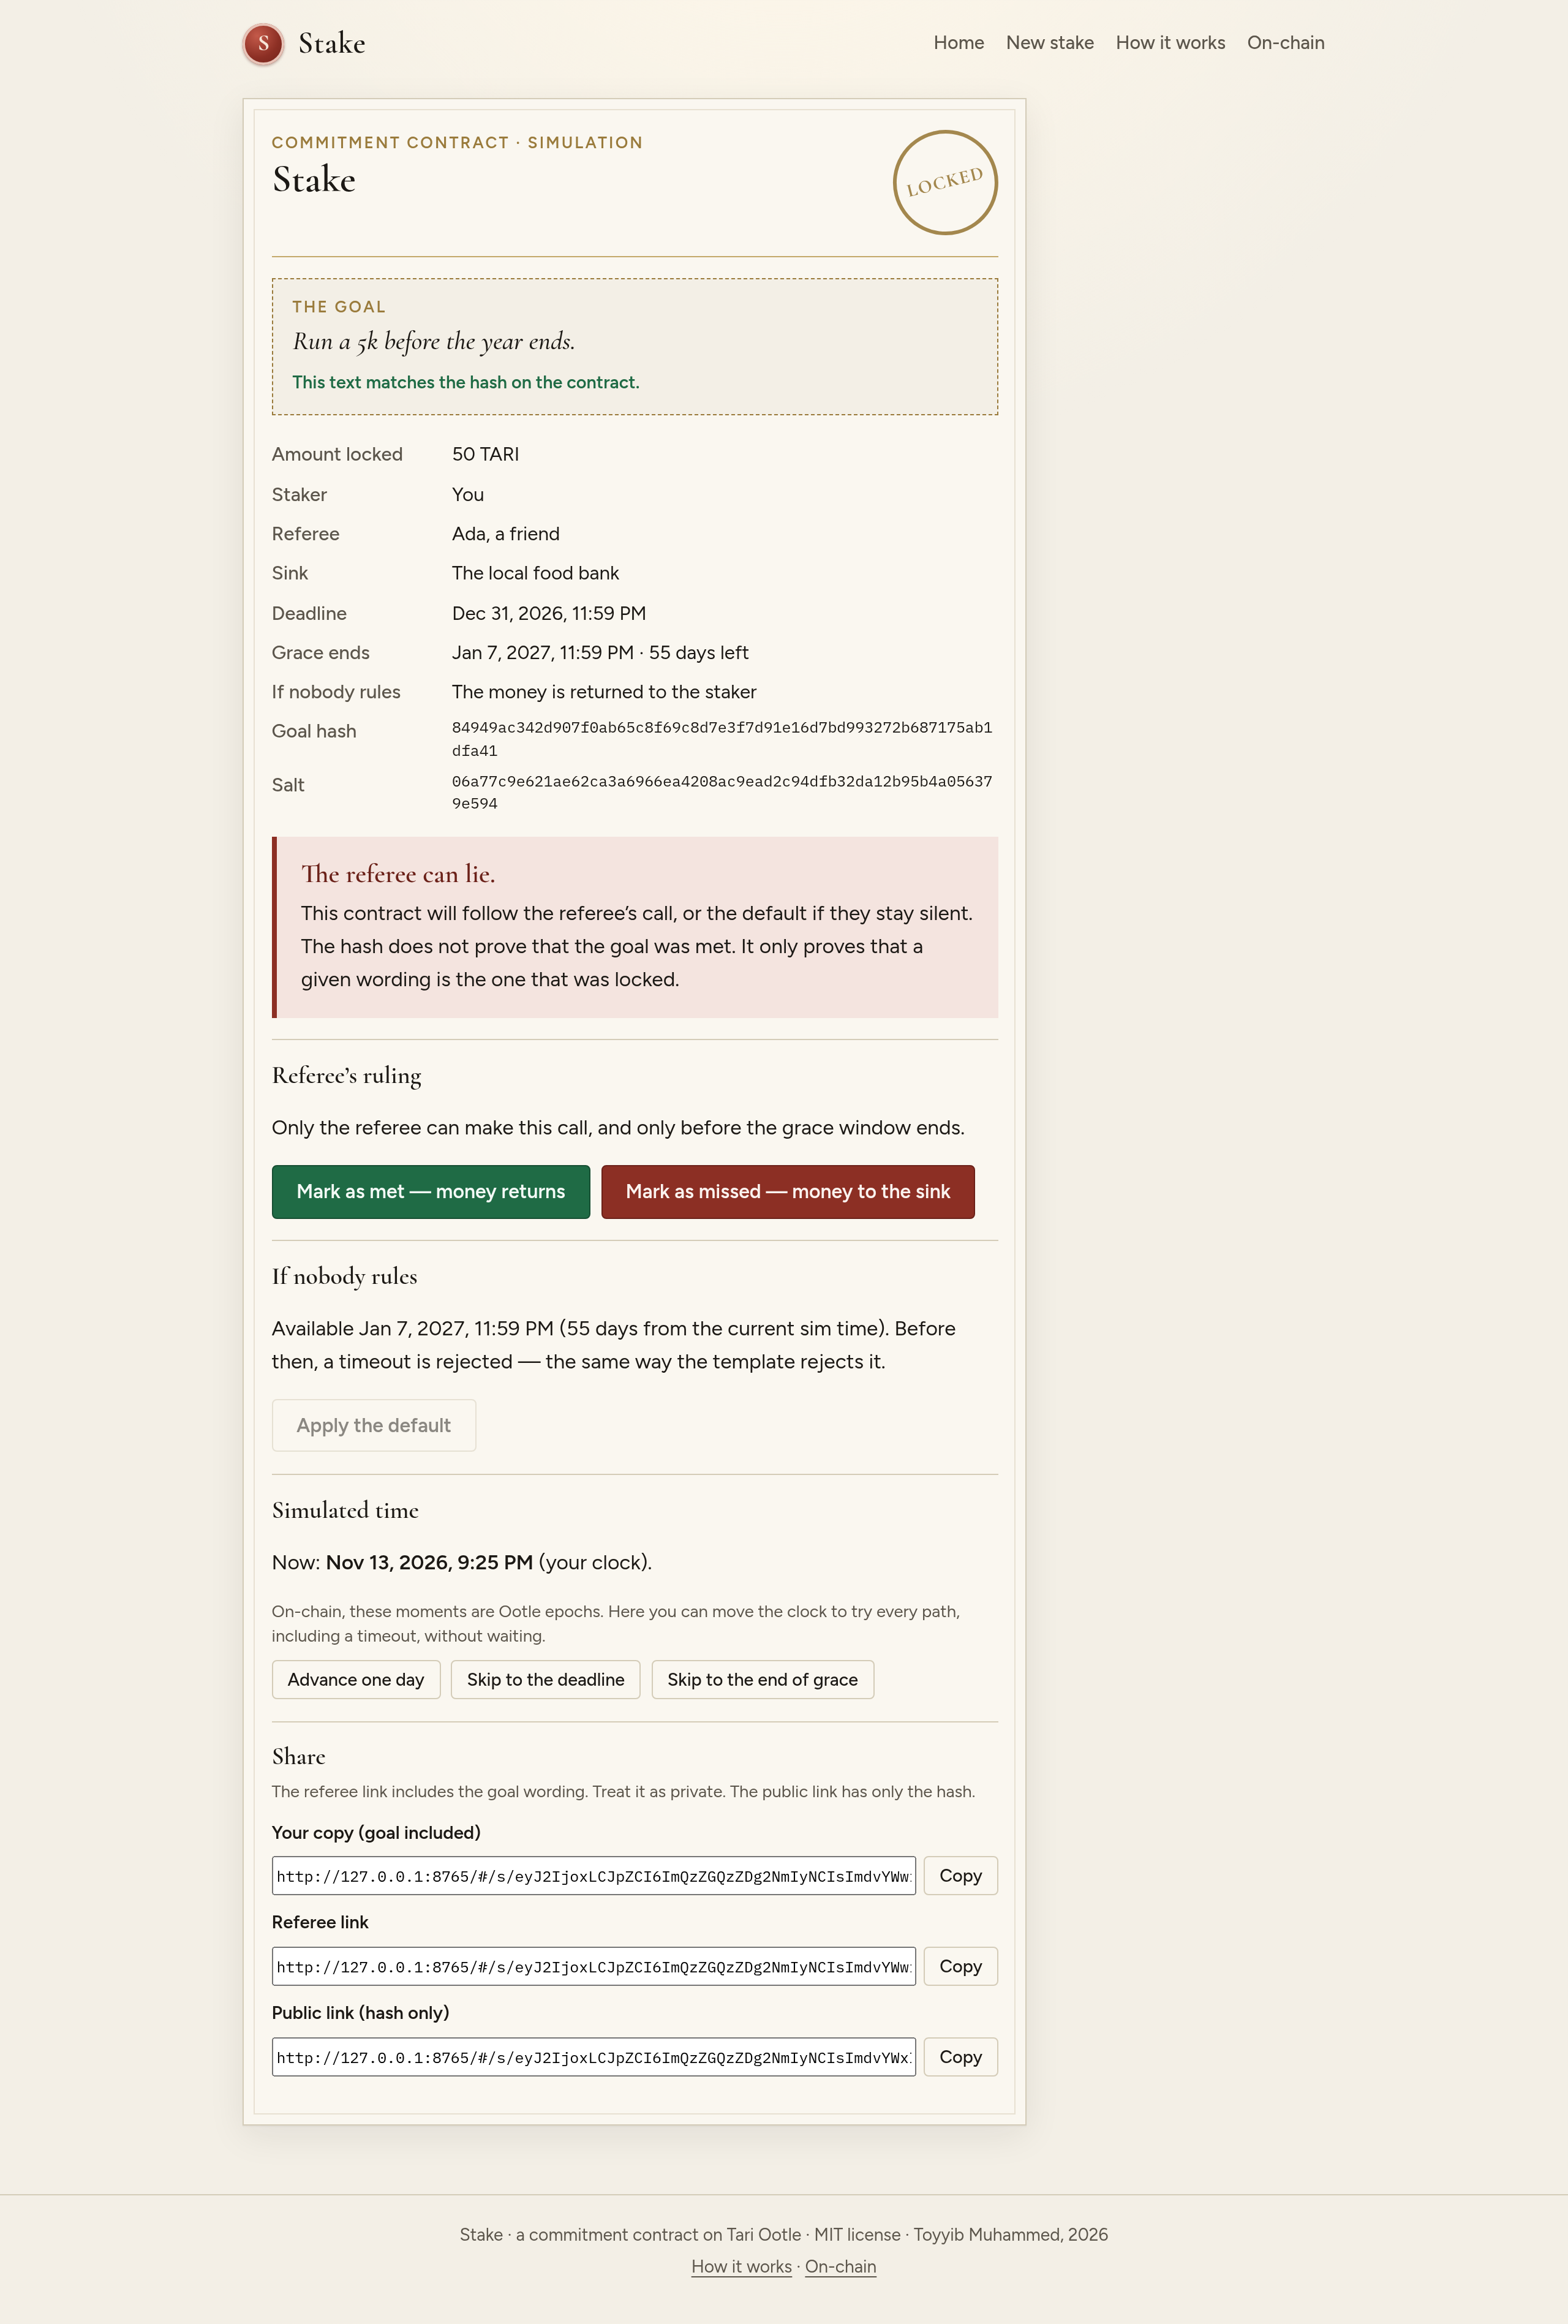 S
Stake
Home
New stake
How it works
On-chain
COMMITMENT CONTRACT · SIMULATION
Stake
LOCKED
THE GOAL
Run a 5k before the year ends.
This text matches the hash on the contract.
Amount locked 50 TARI
Staker You
Referee Ada, a friend
Sink The local food bank
Deadline Dec 31, 2026, 11:59 PM
Grace ends Jan 7, 2027, 11:59 PM · 55 days left
If nobody rules The money is returned to the staker
Goal hash 84949ac342d907f0ab65c8f69c8d7e3f7d91e16d7bd993272b687175ab1
dfa41
Salt 06a77c9e621ae62ca3a6966ea4208ac9ead2c94dfb32da12b95b4a05637
9e594
The referee can lie.
This contract will follow the referee’s call, or the default if they stay silent.
The hash does not prove that the goal was met. It only proves that a
given wording is the one that was locked.
Referee’s ruling
Only the referee can make this call, and only before the grace window ends.
Mark as met — money returns
Mark as missed — money to the sink
If nobody rules
Available Jan 7, 2027, 11:59 PM (55 days from the current sim time). Before
then, a timeout is rejected — the same way the template rejects it.
Apply the default
Simulated time
Now: Nov 13, 2026, 9:25 PM (your clock).
On-chain, these moments are Ootle epochs. Here you can move the clock to try every path,
including a timeout, without waiting.
Advance one day
Skip to the deadline
Skip to the end of grace
Share
The referee link includes the goal wording. Treat it as private. The public link has only the hash.
Your copy (goal included)
http://127.0.0.1:8765/#/s/eyJ2IjoxLCJpZCI6ImQzZGQzZDg2NmIyNCIsImdvYWw
Copy
Referee link
http://127.0.0.1:8765/#/s/eyJ2IjoxLCJpZCI6ImQzZGQzZDg2NmIyNCIsImdvYWw
Copy
Public link (hash only)
http://127.0.0.1:8765/#/s/eyJ2IjoxLCJpZCI6ImQzZGQzZDg2NmIyNCIsImdvYWx
Copy
Stake · a commitment contract on Tari Ootle · MIT license · Toyyib Muhammed, 2026
How it works · On-chain